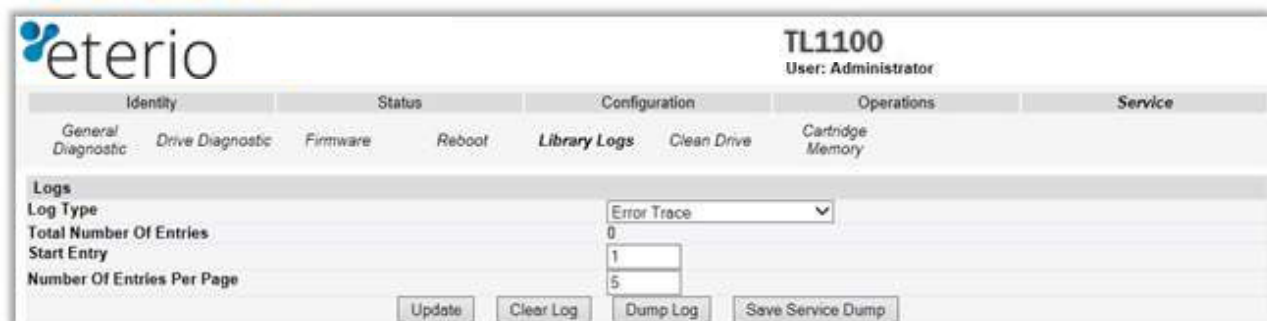 eterio
TL1100
User: Administrator
Identity Status Configuration Operations Service
General Diagnostic Drive Diagnostic Firmware Reboot Library Logs Clean Drive Cartridge Memory
Logs
Log Type Error Trace
Total Number Of Entries 0
Start Entry 1
Number Of Entries Per Page 5
Update Clear Log Dump Log Save Service Dump